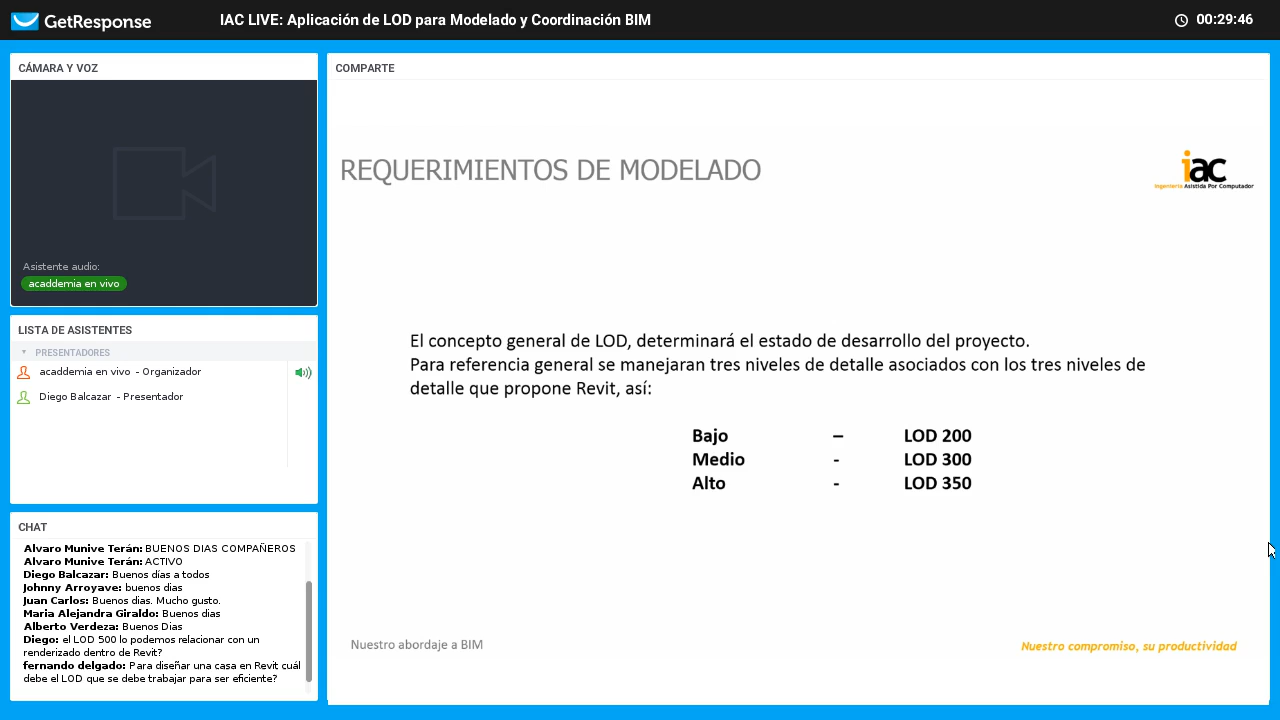 GetResponse
IAC LIVE: Aplicación de LOD para Modelado y Coordinación BIM
00:29:46
CÁMARA Y VOZ
Asistente audio:
acaddemia en vivo
LISTA DE ASISTENTES
PRESENTADORES
acaddemia en vivo - Organizador
Diego Balcazar - Presentador
CHAT
Alvaro Munive Terán: BUENOS DIAS COMPAÑEROS
Alvaro Munive Terán: ACTIVO
Diego Balcazar: Buenos días a todos
Johnny Arroyave: buenos dias
Juan Carlos: Buenos dias. Mucho gusto.
Maria Alejandra Giraldo: Buenos dias
Alberto Verdeza: Buenos Dias
Diego: el LOD 500 lo podemos relacionar con un
renderizado dentro de Revit?
fernando delgado: Para diseñar una casa en Revit cuál
debe el LOD que se debe trabajar para ser eficiente?
COMPARTE
REQUERIMIENTOS DE MODELADO
iac
Ingeniería Asistida Por Computador
El concepto general de LOD, determinará el estado de desarrollo del proyecto.
Para referencia general se manejaran tres niveles de detalle asociados con los tres niveles de
detalle que propone Revit, así:
Bajo – LOD 200
Medio - LOD 300
Alto - LOD 350
Nuestro abordaje a BIM
Nuestro compromiso, su productividad